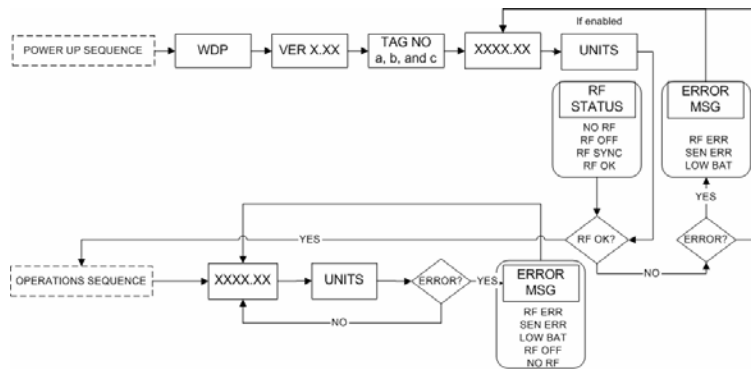 If enabled
POWER UP SEQUENCE
WDP
VER X.XX
TAG NO
a, b, and c
XXXX.XX
UNITS
RF
STATUS
NO RF
RF OFF
RF SYNC
RF OK
ERROR
MSG
RF ERR
SEN ERR
LOW BAT
YES
YES
RF OK?
ERROR?
NO
OPERATIONS SEQUENCE
XXXX.XX
UNITS
ERROR?
YES
NO
ERROR
MSG
RF ERR
SEN ERR
LOW BAT
RF OFF
NO RF